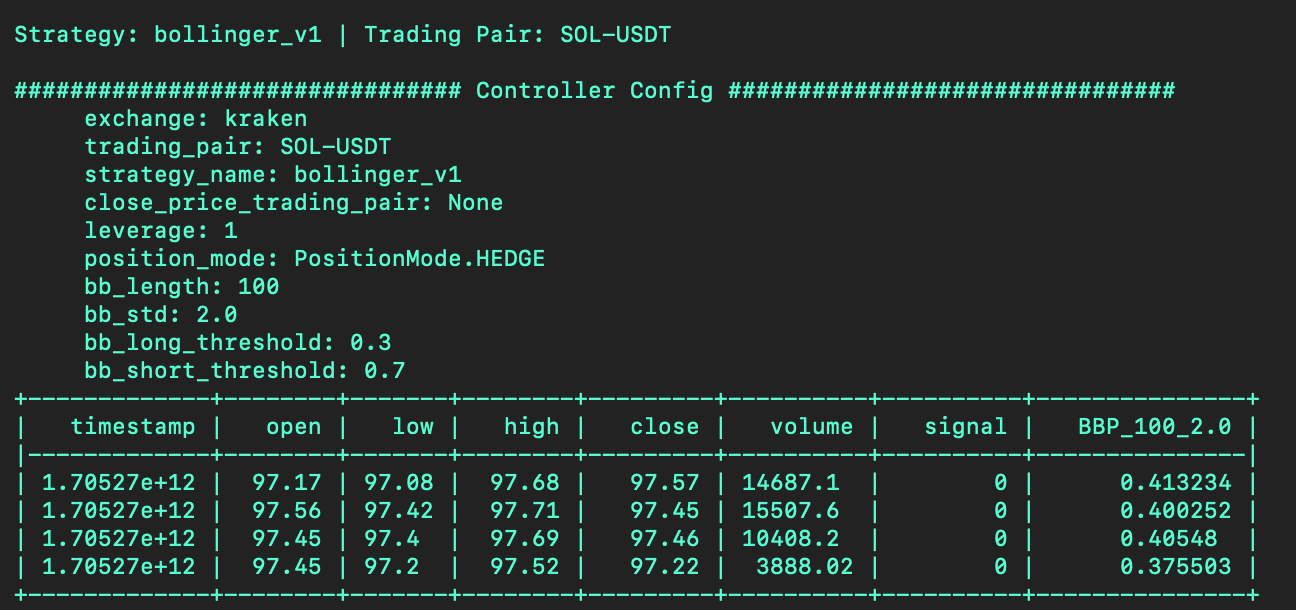 Strategy: bollinger_v1 | Trading Pair: SOL-USDT

################################ Controller Config ################################
     exchange: kraken
     trading_pair: SOL-USDT
     strategy_name: bollinger_v1
     close_price_trading_pair: None
     leverage: 1
     position_mode: PositionMode.HEDGE
     bb_length: 100
     bb_std: 2.0
     bb_long_threshold: 0.3
     bb_short_threshold: 0.7
+-------------+--------+-------+--------+---------+----------+----------+---------------+
|   timestamp |   open |   low |   high |   close |   volume |   signal |   BBP_100_2.0 |
|-------------+--------+-------+--------+---------+----------+----------+---------------|
| 1.70527e+12 |  97.17 | 97.08 |  97.68 |   97.57 | 14687.1  |        0 |      0.413234 |
| 1.70527e+12 |  97.56 | 97.42 |  97.71 |   97.45 | 15507.6  |        0 |      0.400252 |
| 1.70527e+12 |  97.45 | 97.4  |  97.69 |   97.46 | 10408.2  |        0 |      0.40548  |
| 1.70527e+12 |  97.45 | 97.2  |  97.52 |   97.22 |  3888.02 |        0 |      0.375503 |
+-------------+--------+-------+--------+---------+----------+----------+---------------+